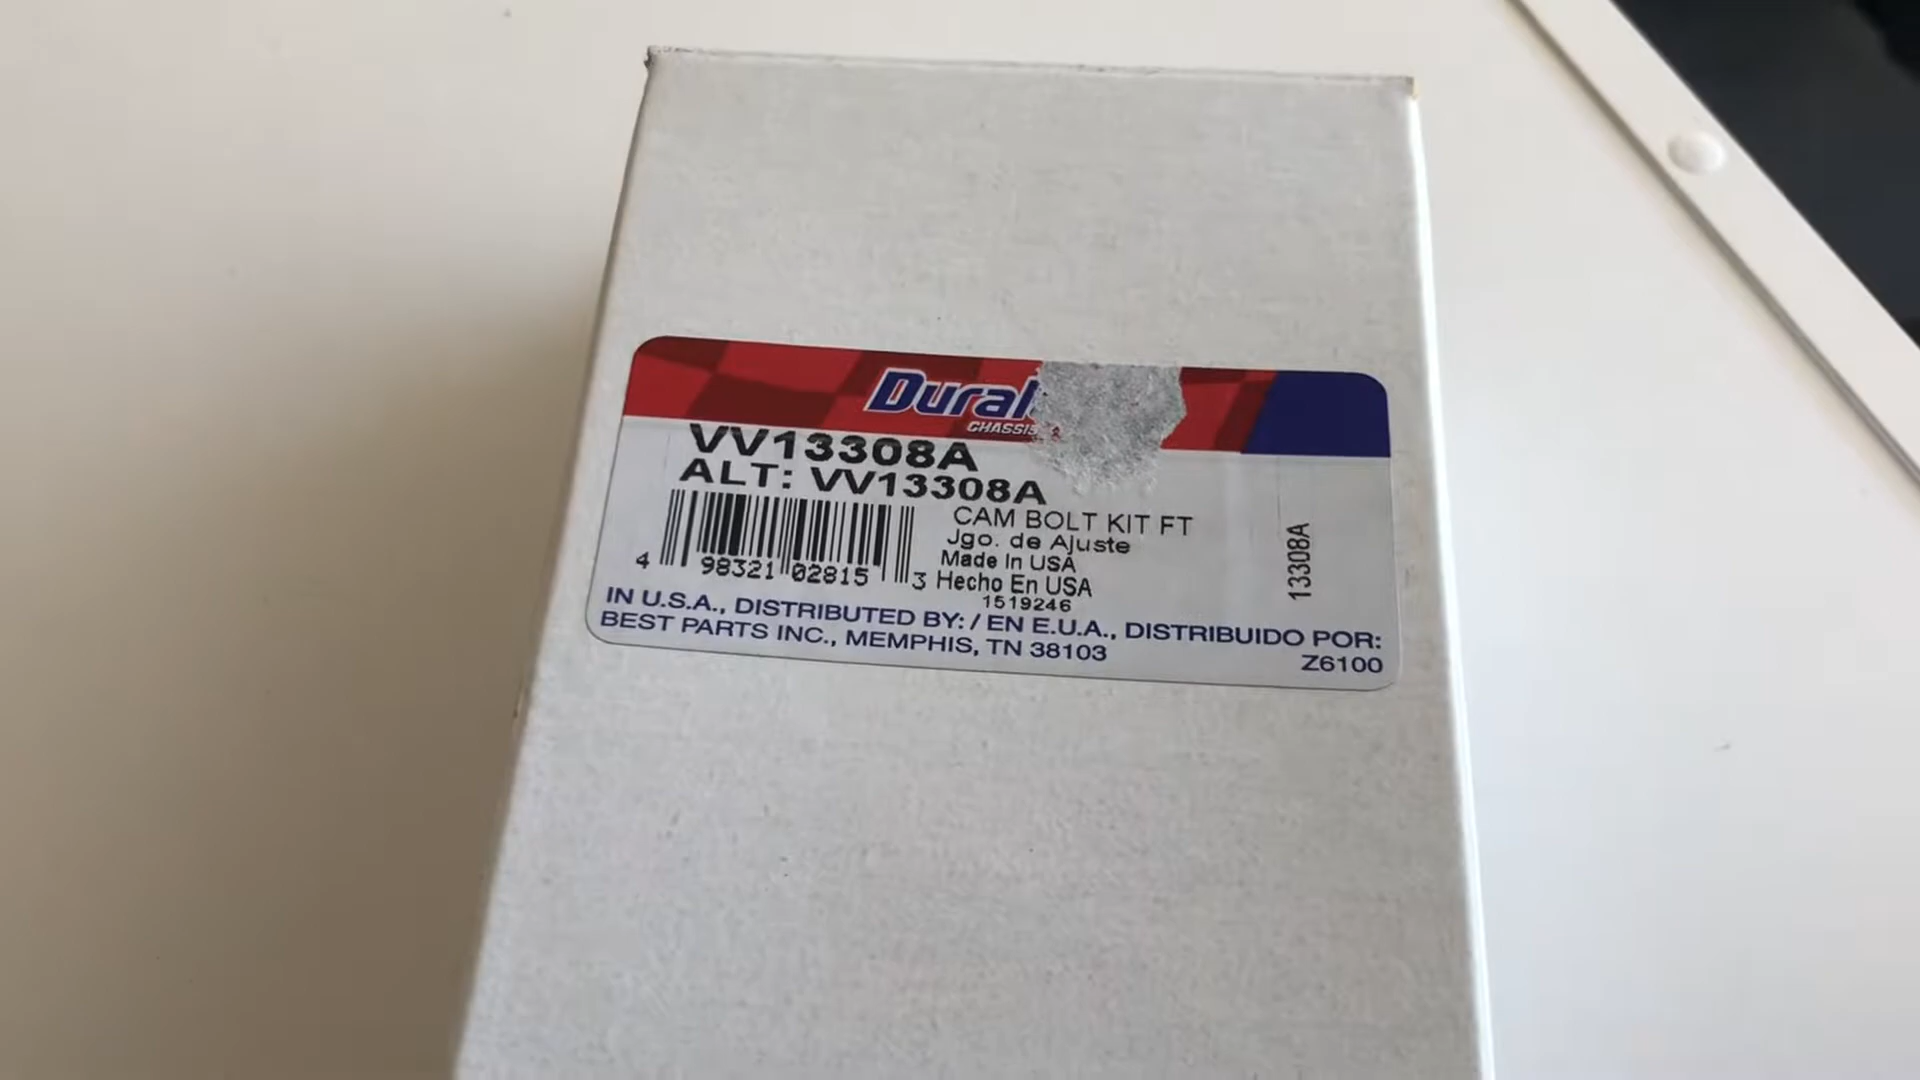 Dural
CHASSIS
VV13308A
ALT: VV13308A
CAM BOLT KIT FT
Jgo. de Ajuste
Made In USA
Hecho En USA
1519246
4 98321 02815 3
13308A
IN U.S.A., DISTRIBUTED BY: / EN E.U.A., DISTRIBUIDO POR:
BEST PARTS INC., MEMPHIS, TN 38103
Z6100